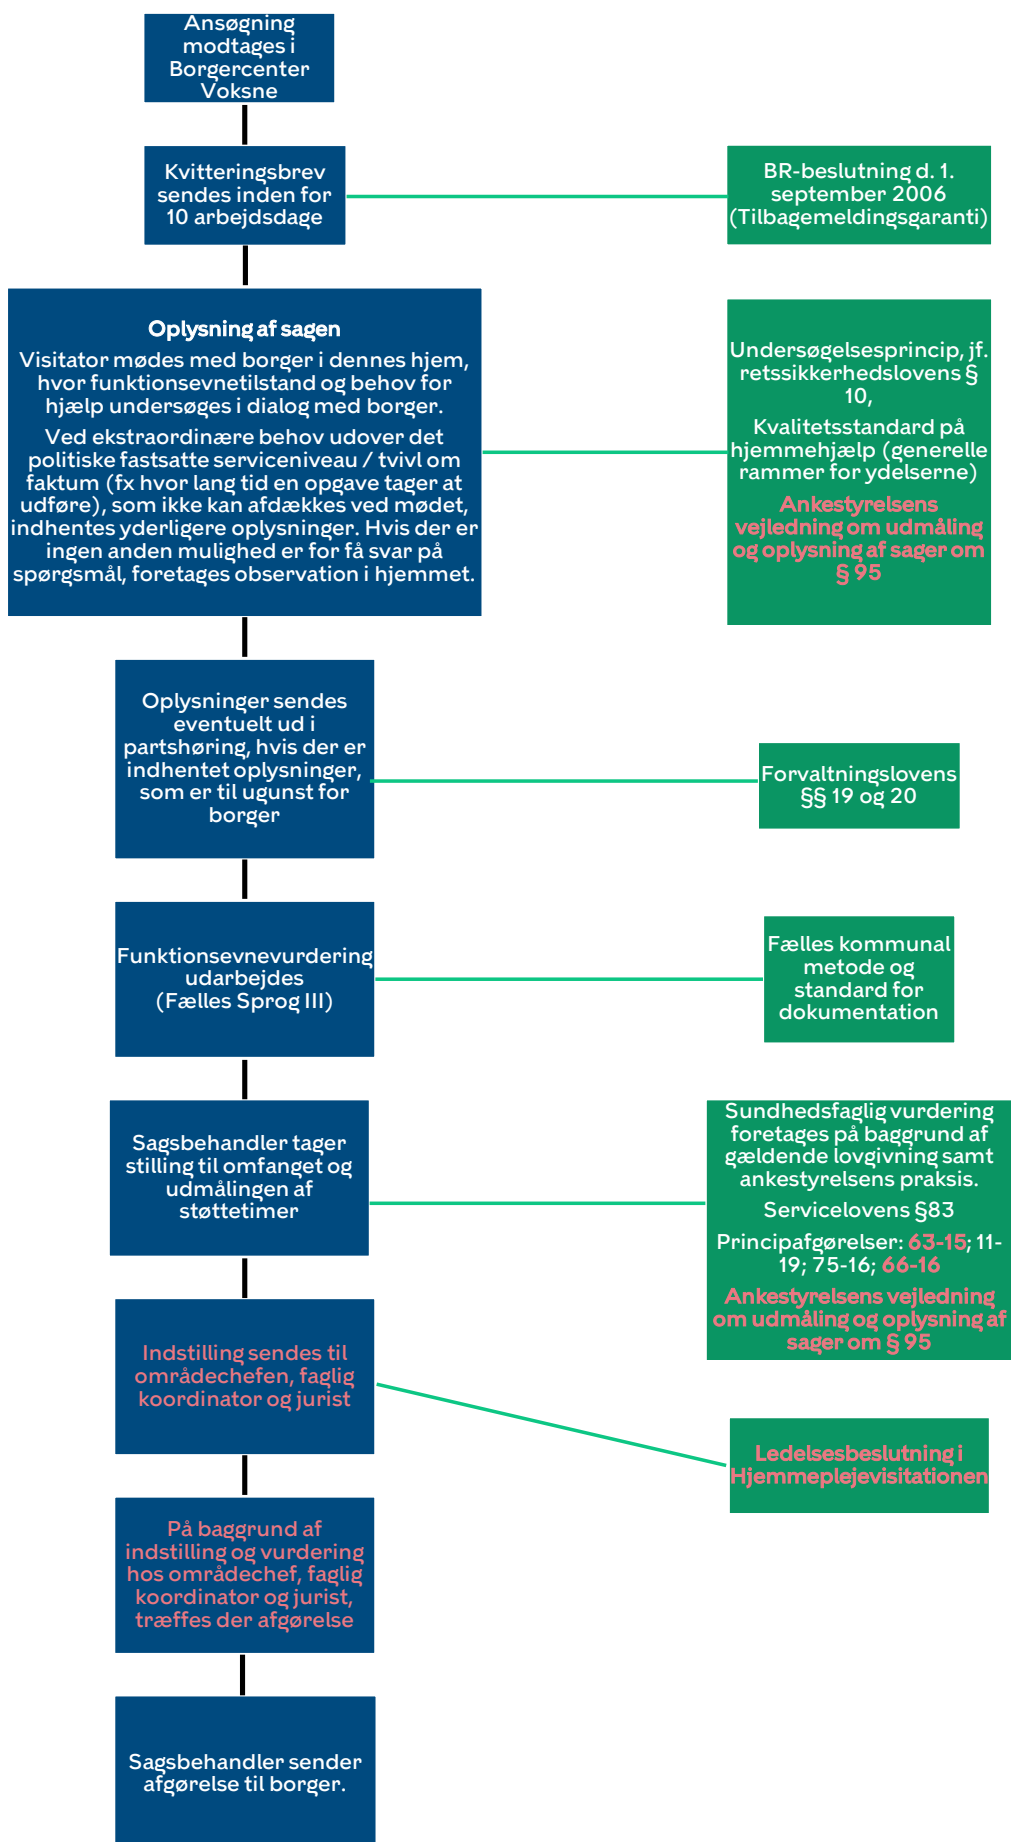 Ansøgning
modtages i
Borgercenter
Voksne
Kvitteringsbrev
sendes inden for
10 arbejdsdage
BR-beslutning d. 1.
september 2006
(Tilbagemeldingsgaranti)
Oplysning af sagen
Visitator mødes med borger i dennes hjem,
hvor funktionsevnetilstand og behov for
hjælp undersøges i dialog med borger.
Ved ekstraordinære behov udover det
politiske fastsatte serviceniveau / tvivl om
faktum (fx hvor lang tid en opgave tager at
udføre), som ikke kan afdækkes ved mødet,
indhentes yderligere oplysninger. Hvis der er
ingen anden mulighed er for få svar på
spørgsmål, foretages observation i hjemmet.
Undersøgelsesprincip, jf.
retssikkerhedslovens §
10,
Kvalitetsstandard på
hjemmehjælp (generelle
rammer for ydelserne)
Ankestyrelsens
vejledning om udmåling
og oplysning af sager om
§ 95
Oplysninger sendes
eventuelt ud i
partshøring, hvis der er
indhentet oplysninger,
som er til ugunst for
borger
Forvaltningslovens
§§ 19 og 20
Funktionsevnevurdering
udarbejdes
(Fælles Sprog III)
Fælles kommunal
metode og
standard for
dokumentation
Sagsbehandler tager
stilling til omfanget og
udmålingen af
støttetimer
Sundhedsfaglig vurdering
foretages på baggrund af
gældende lovgivning samt
ankestyrelsens praksis.
Servicelovens §83
Principafgørelser: 63-15; 11-
19; 75-16; 66-16
Ankestyrelsens vejledning
om udmåling og oplysning af
sager om § 95
Indstilling sendes til
områdechefen, faglig
koordinator og jurist
Ledelsesbeslutning i
Hjemmeplejevisitationen
På baggrund af
indstilling og vurdering
hos områdechef, faglig
koordinator og jurist,
træffes der afgørelse
Sagsbehandler sender
afgørelse til borger.